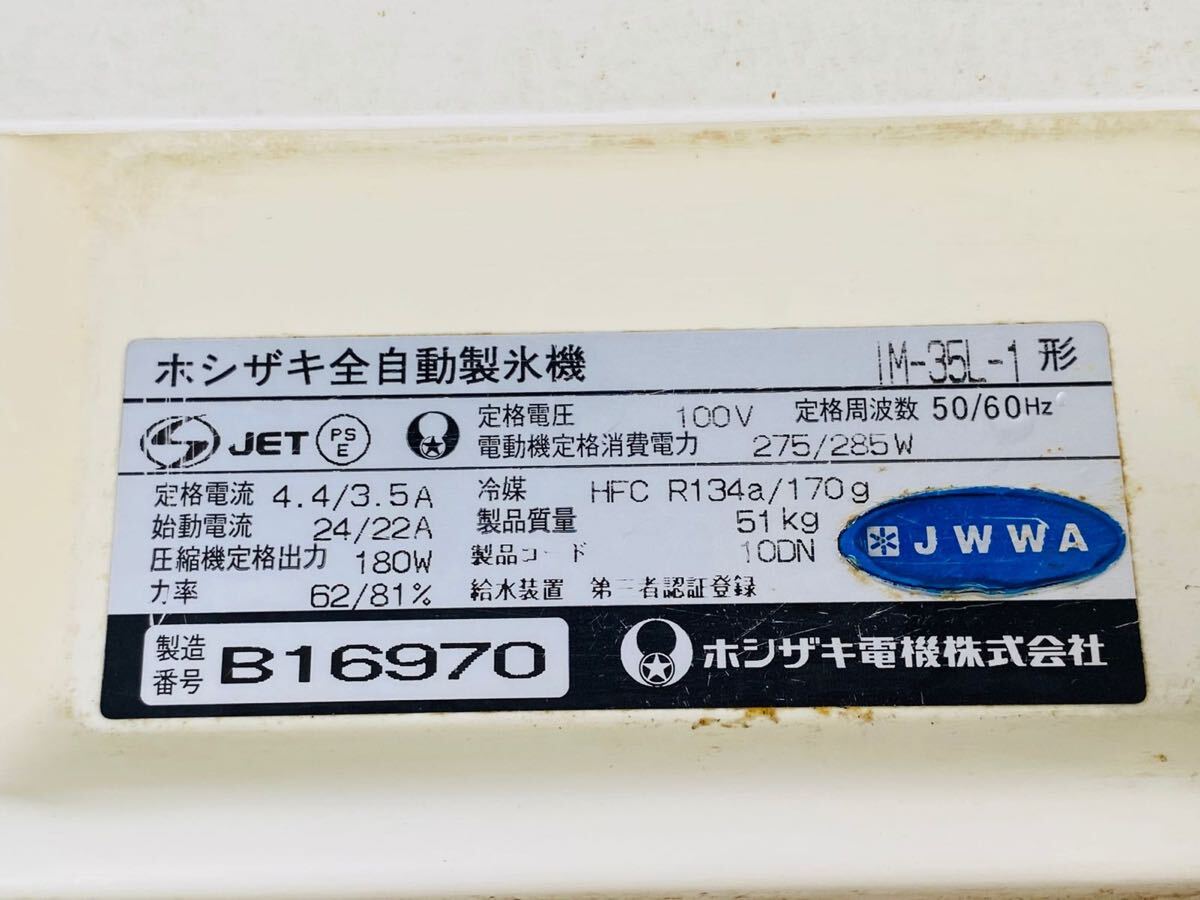 ホシザキ全自動製氷機 IM-35L-1 形
JET PS E 定格電圧 100V 定格周波数 50/60Hz
電動機定格消費電力 275/285W
定格電流 4.4/3.5A 冷媒 HFC R134a/170g
始動電流 24/22A 製品質量 51kg
圧縮機定格出力 180W 製品コード 10DN
力率 62/81% 給水装置 第三者認証登録
JWWA
製造番号 B16970 ホシザキ電機株式会社